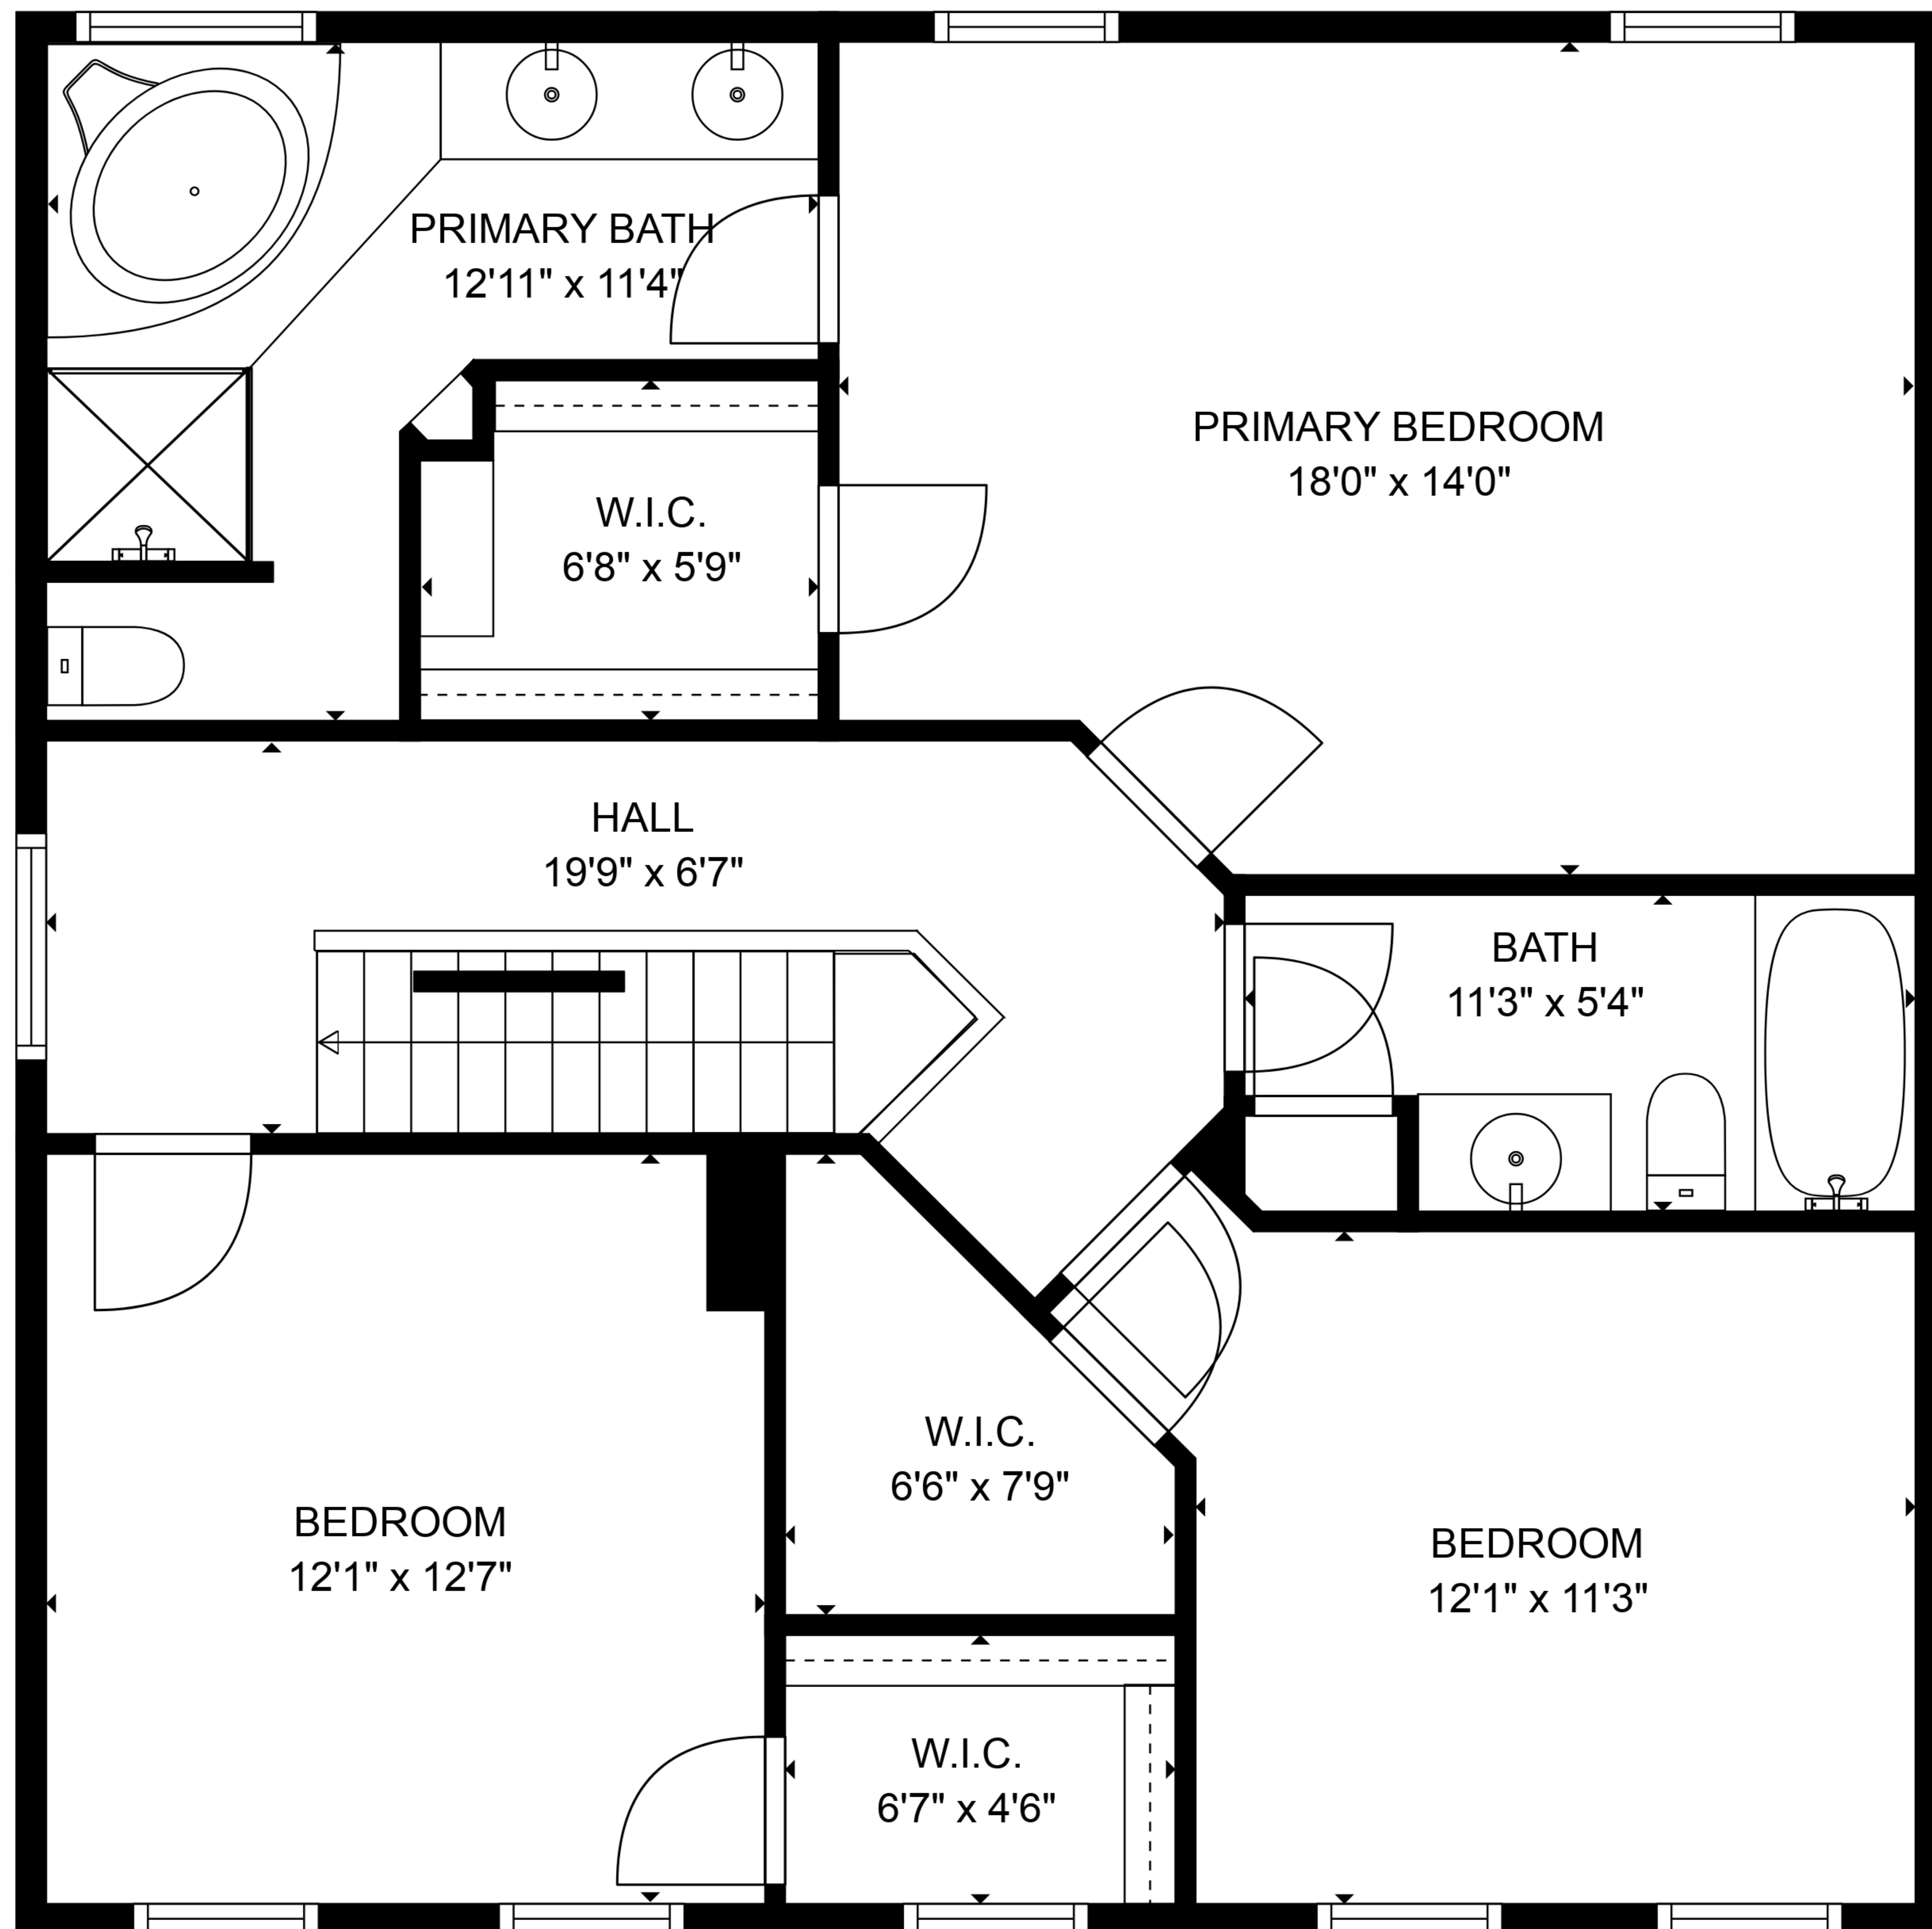 PRIMARY BATH
12'11" x 11'4"
PRIMARY BEDROOM
18'0" x 14'0"
W.I.C.
6'8" x 5'9"
HALL
19'9" x 6'7"
BATH
11'3" x 5'4"
W.I.C.
6'6" x 7'9"
BEDROOM
12'1" x 12'7"
BEDROOM
12'1" x 11'3"
W.I.C.
6'7" x 4'6"